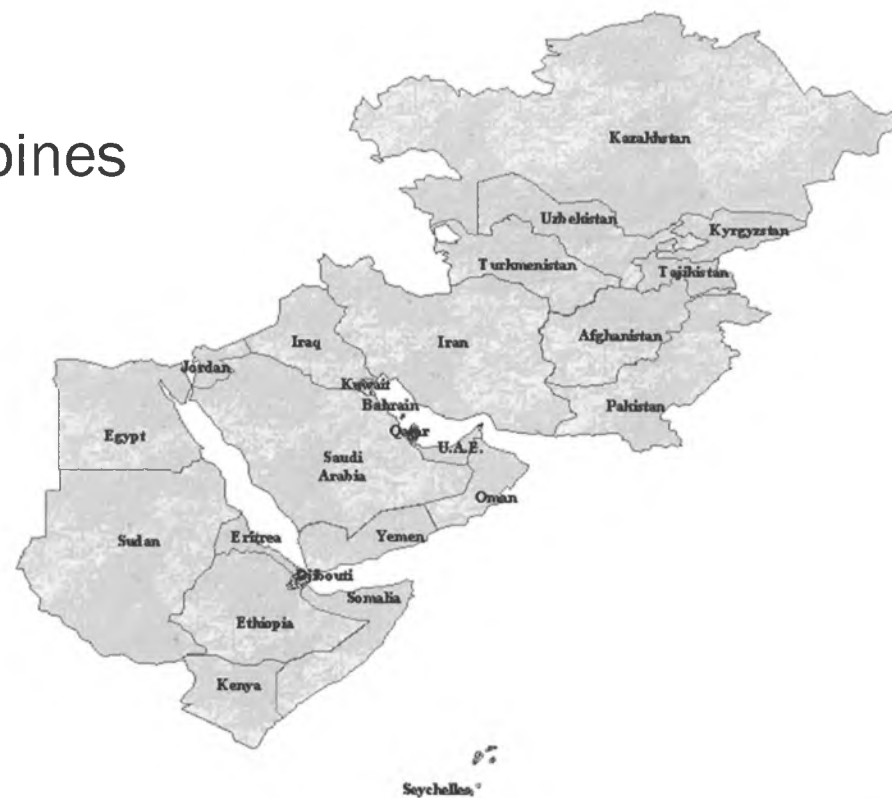 pines
Kazakhstan
Uzbekistan
Kyrgyzstan
Turkmenistan
Tajikistan
Iraq
Iran
Afghanistan
Jordan
Kuwait
Bahrain
Pakistan
Egypt
Qatar
U.A.E.
Saudi
Arabia
Oman
Sudan
Eritrea
Yemen
Djibouti
Somalia
Ethiopia
Kenya
Seychelles